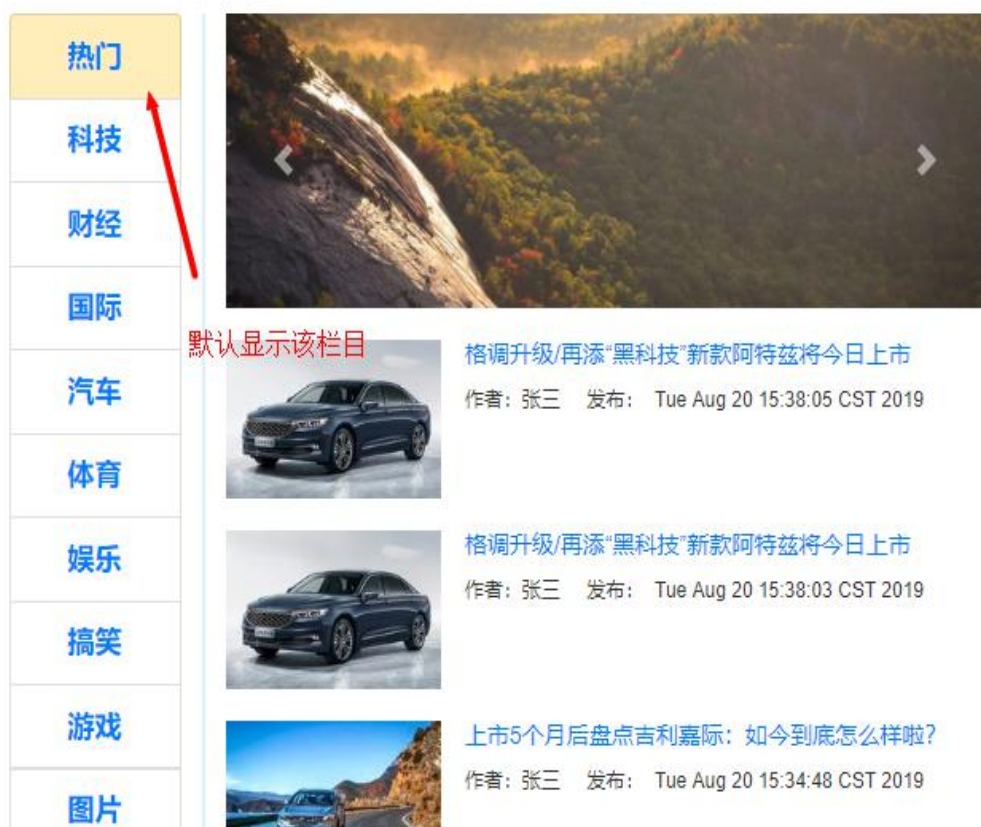 热门
科技
财经
国际
汽车
体育
娱乐
搞笑
游戏
图片
默认显示该栏目
格调升级/再添“黑科技”新款阿特兹将今日上市
作者：张三 发布： Tue Aug 20 15:38:05 CST 2019
格调升级/再添“黑科技”新款阿特兹将今日上市
作者：张三 发布： Tue Aug 20 15:38:03 CST 2019
上市5个月后盘点吉利嘉际：如今到底怎么样啦？
作者：张三 发布： Tue Aug 20 15:34:48 CST 2019